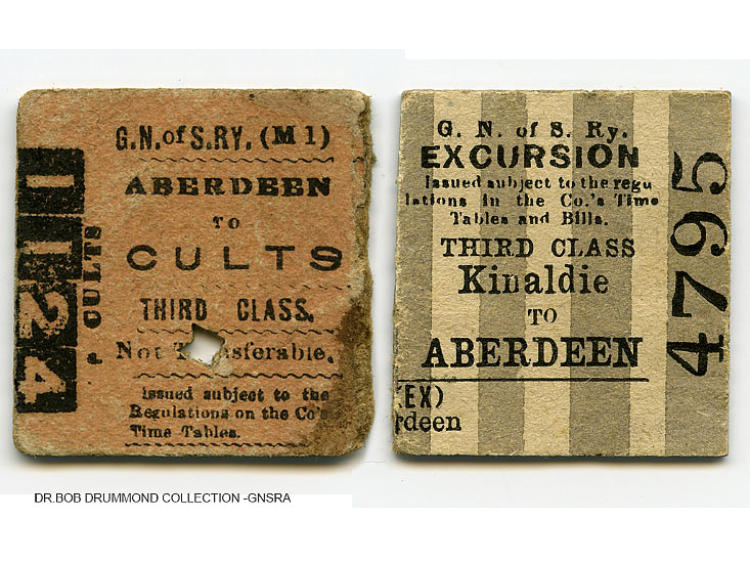 G.N.of S.RY. (M 1)
ABERDEEN
TO
CULTS
THIRD CLASS.
Not Transferable.
Issued subject to the
Regulations on the Co's
Time Tables.
P CULTS
1124
G. N. of S. Ry.
EXCURSION
Issued subject to the regu
lations in the Co.'s Time
Tables and Bills.
THIRD CLASS
Kinaldie
TO
ABERDEEN
(EX)
rdeen
4795
DR.BOB DRUMMOND COLLECTION -GNSRA